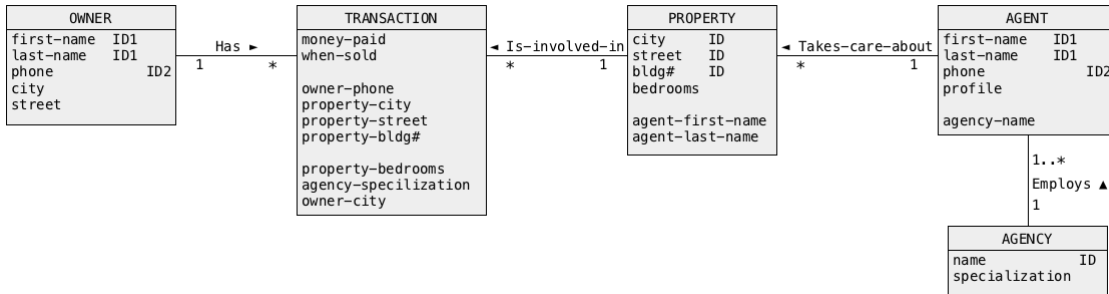 OWNER
first-name ID1
last-name ID1
phone ID2
city
street
Has ►
1
*
TRANSACTION
money-paid
when-sold
owner-phone
property-city
property-street
property-bldg#
property-bedrooms
agency-specilization
owner-city
◄ Is-involved-in
*
1
PROPERTY
city ID
street ID
bldg# ID
bedrooms
agent-first-name
agent-last-name
◄ Takes-care-about
*
1
AGENT
first-name ID1
last-name ID1
phone ID2
profile
agency-name
1..*
Employs ▲
1
AGENCY
name ID
specialization